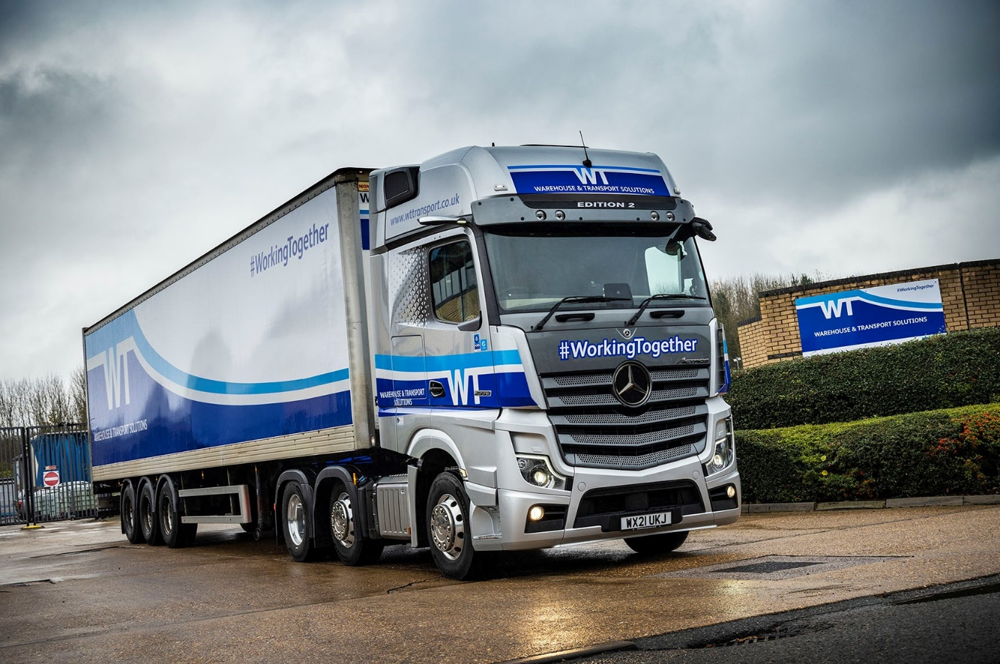 WT
WAREHOUSE & TRANSPORT SOLUTIONS
EDITION 2
www.wttransport.co.uk
#WorkingTogether
#WorkingTogether
Actros
WT
WAREHOUSE & TRANSPORT
SOLUTIONS
WT
WAREHOUSE & TRANSPORT SOLUTIONS
WX21 UKJ
#WorkingTogether
WT
WAREHOUSE & TRANSPORT SOLUTIONS